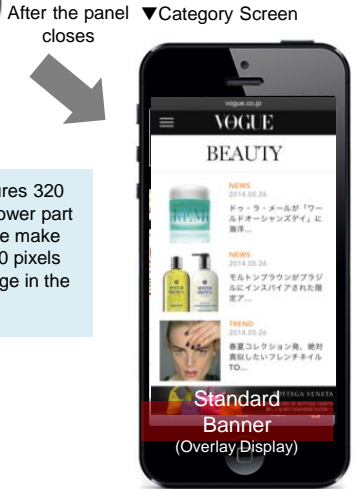 After the panel
closes
▼Category Screen
ures 320
ower part
e make
0 pixels
ge in the
vogue.co.jp
VOGUE
BEAUTY
NEWS
2014.05.26
ドゥ・ラ・メールが「ワー
ルドオーシャンズデイ」に
海洋...
NEWS
2014.05.26
モルトンブラウンがブラジ
ルにインスパイアされた限
定ア...
TREND
2014.05.26
春夏コレクション発、絶対
真似したいフレンチネイル
TO...
BOTTEGA VENETA
Standard
Banner
(Overlay Display)